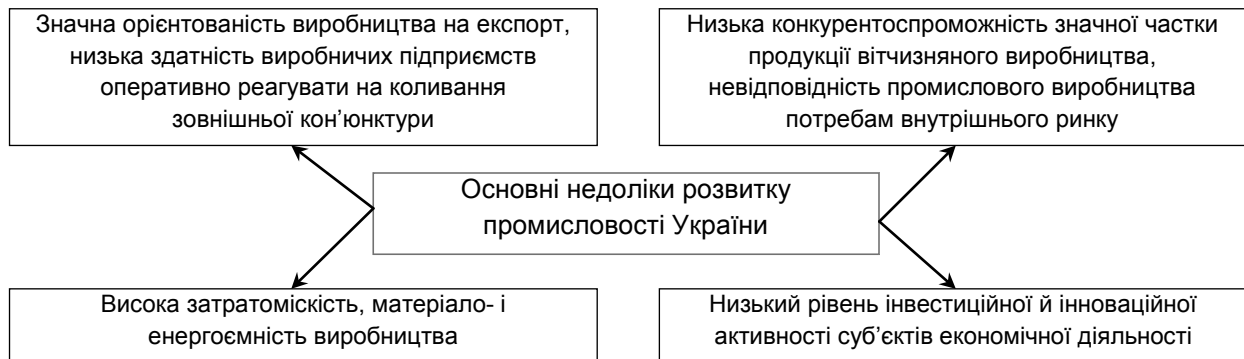 Значна орієнтованість виробництва на експорт,
низька здатність виробничих підприємств
оперативно реагувати на коливання
зовнішньої кон’юнктури
Низька конкурентоспроможність значної частки
продукції вітчизняного виробництва,
невідповідність промислового виробництва
потребам внутрішнього ринку
Основні недоліки розвитку
промисловості України
Висока затратоміскість, матеріало- і
енергоємність виробництва
Низький рівень інвестиційної й інноваційної
активності суб’єктів економічної діяльності